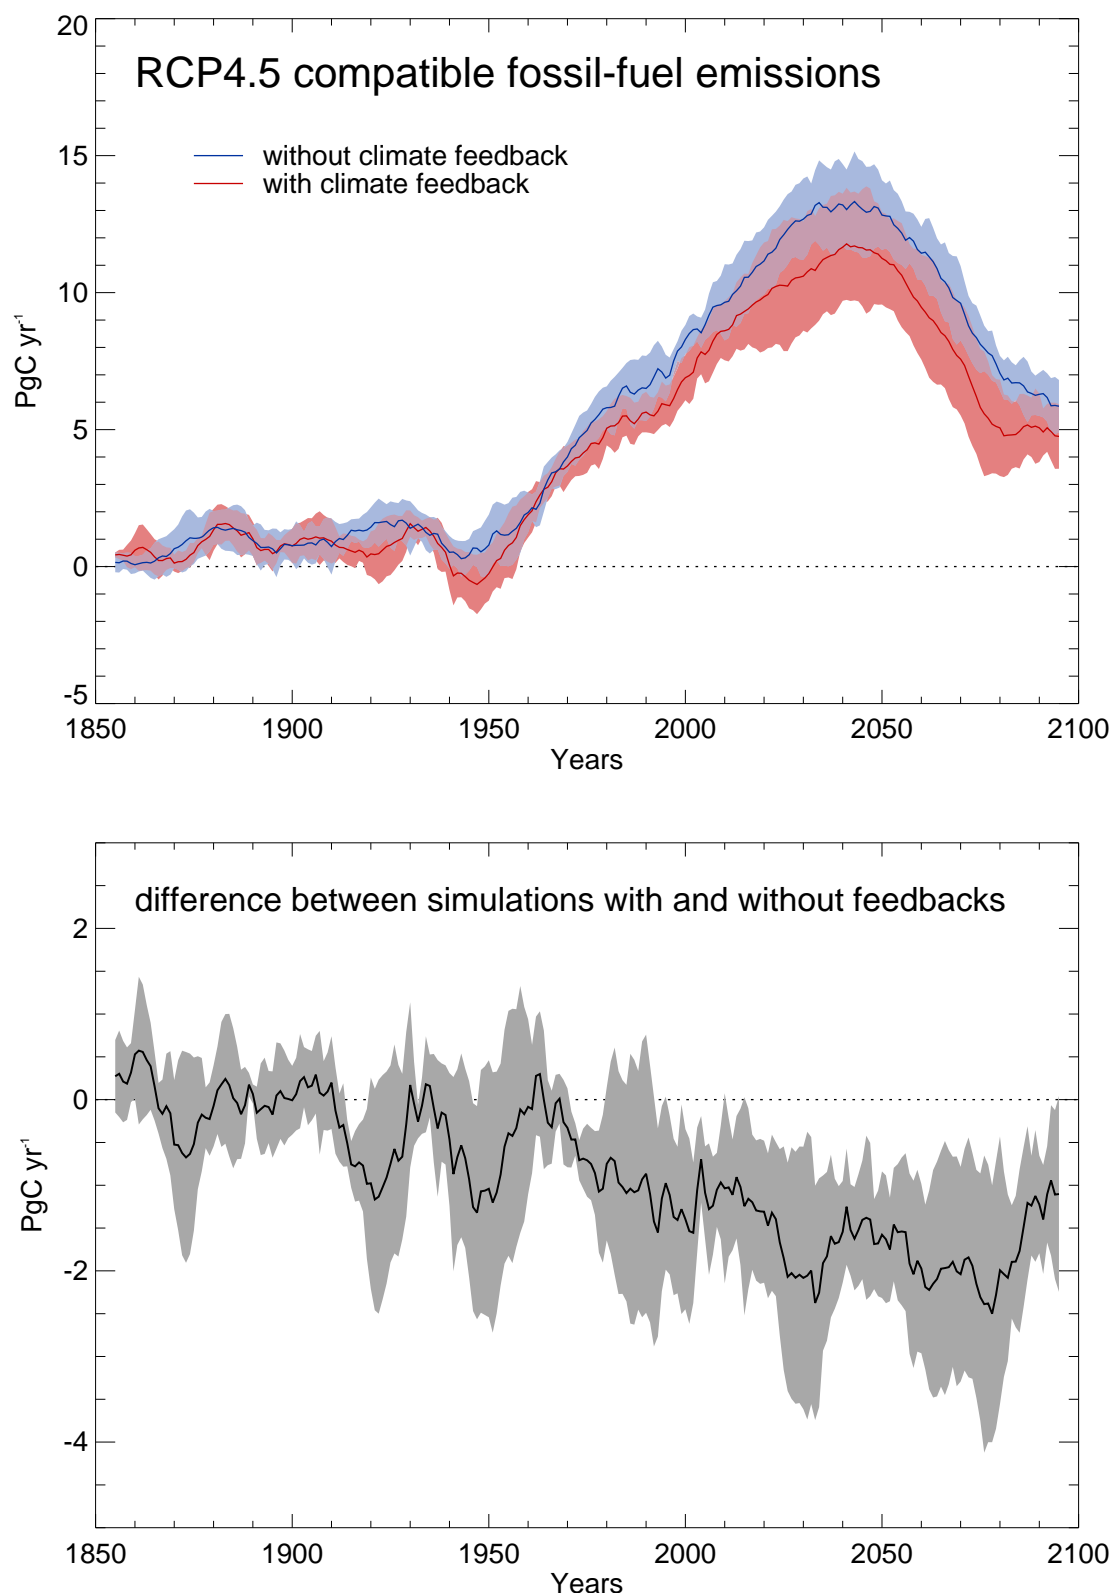 RCP4.5 compatible fossil-fuel emissions
without climate feedback
with climate feedback
20
15
10
5
0
-5
PgC yr-1
1850 1900 1950 2000 2050 2100
Years
difference between simulations with and without feedbacks
2
0
-2
-4
PgC yr-1
1850 1900 1950 2000 2050 2100
Years